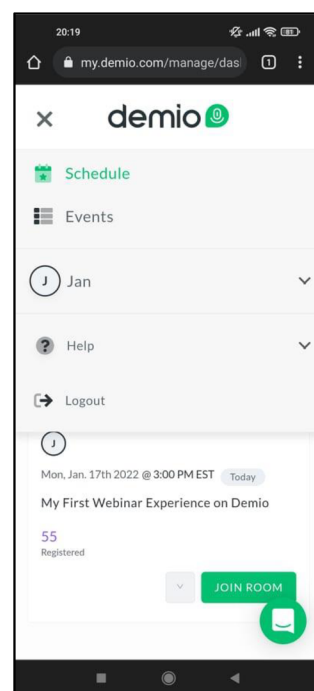 20:19
my.demio.com/manage/das
1
demio
Schedule
Events
J Jan
Help
Logout
J
Mon, Jan. 17th 2022 @ 3:00 PM EST Today
My First Webinar Experience on Demio
55
Registered
JOIN ROOM